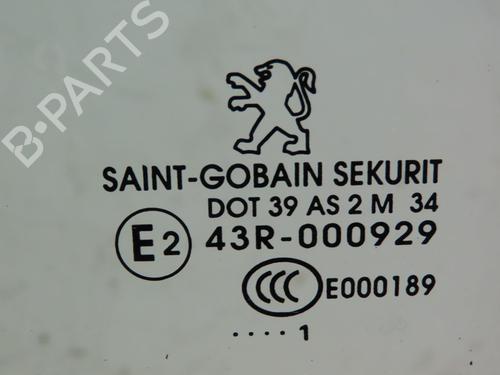 B-PARTS
SAINT-GOBAIN SEKURIT
DOT 39 AS 2 M 34
E2 43R-000929
CCC E000189
.... 1